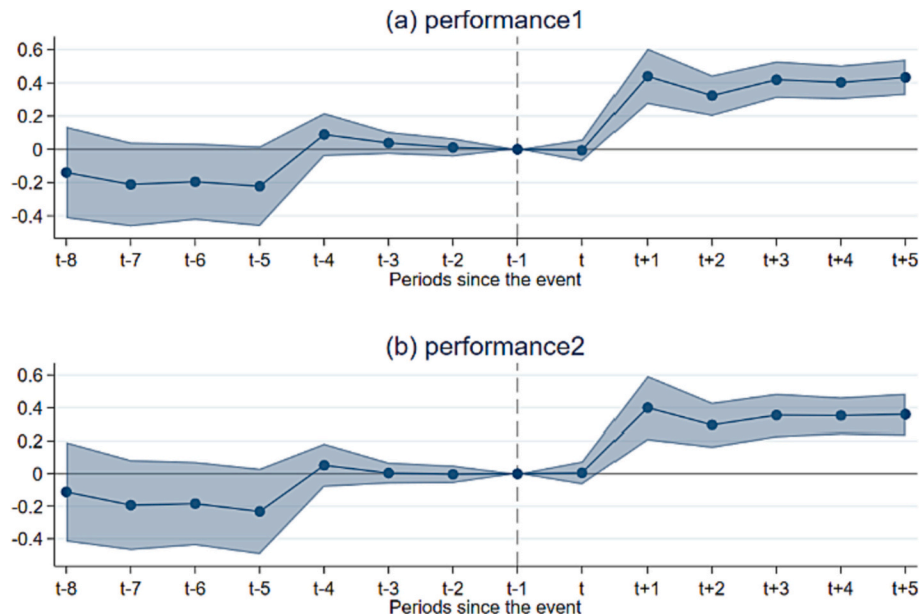 (a) performance1
0.6
0.4
0.2
0
-0.2
-0.4
t-8 t-7 t-6 t-5 t-4 t-3 t-2 t-1 t t+1 t+2 t+3 t+4 t+5
Periods since the event
(b) performance2
0.6
0.4
0.2
0
-0.2
-0.4
t-8 t-7 t-6 t-5 t-4 t-3 t-2 t-1 t t+1 t+2 t+3 t+4 t+5
Periods since the event